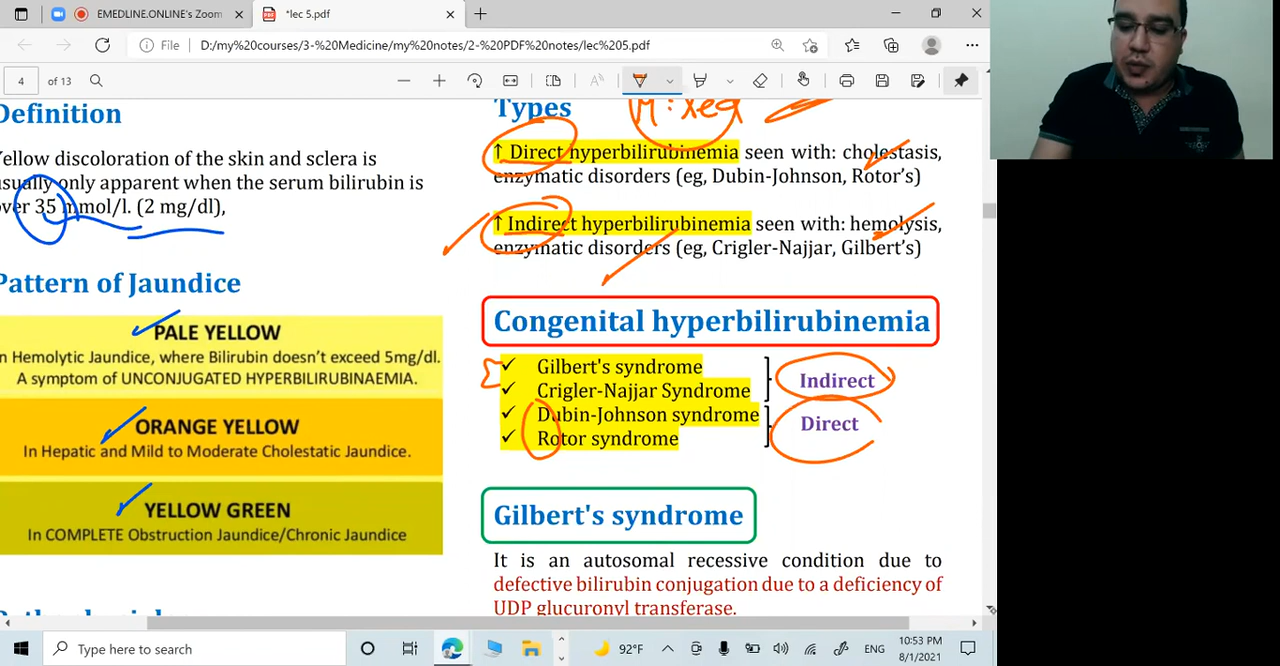 EMEDLINE.ONLINE's Zoom
*lec 5.pdf
File
D:/my%20courses/3-%20Medicine/my%20notes/2-%20PDF%20notes/lec%205.pdf
4 of 13
Definition
Yellow discoloration of the skin and sclera is
usually only apparent when the serum bilirubin is
over 35 mmol/l. (2 mg/dl),
Pattern of Jaundice
PALE YELLOW
In Hemolytic Jaundice, where Bilirubin doesn't exceed 5mg/dl.
A symptom of UNCONJUGATED HYPERBILIRUBINAEMIA.
ORANGE YELLOW
In Hepatic and Mild to Moderate Cholestatic Jaundice.
YELLOW GREEN
In COMPLETE Obstruction Jaundice/Chronic Jaundice
Types
Mixed
↑ Direct hyperbilirubinemia seen with: cholestasis,
enzymatic disorders (eg, Dubin-Johnson, Rotor's)
↑ Indirect hyperbilirubinemia seen with: hemolysis,
enzymatic disorders (eg, Crigler-Najjar, Gilbert's)
Congenital hyperbilirubinemia
✓ Gilbert's syndrome
✓ Crigler-Najjar Syndrome
Indirect
✓ Dubin-Johnson syndrome
✓ Rotor syndrome
Direct
Gilbert's syndrome
It is an autosomal recessive condition due to
defective bilirubin conjugation due to a deficiency of
UDP glucuronyl transferase.
Type here to search
92°F
ENG
10:53 PM
8/1/2021